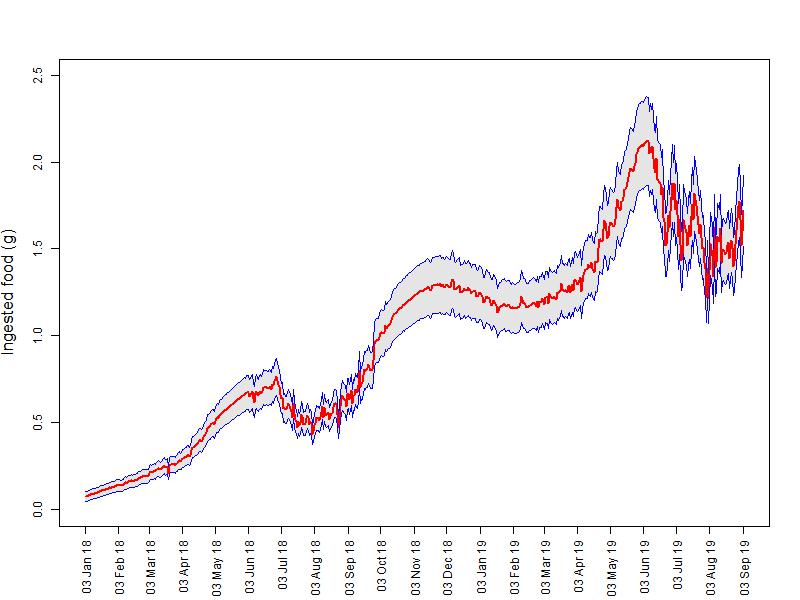 Ingested food (g)
2.5
2.0
1.5
1.0
0.5
0.0
03 Jan 18
03 Feb 18
03 Mar 18
03 Apr 18
03 May 18
03 Jun 18
03 Jul 18
03 Aug 18
03 Sep 18
03 Oct 18
03 Nov 18
03 Dec 18
03 Jan 19
03 Feb 19
03 Mar 19
03 Apr 19
03 May 19
03 Jun 19
03 Jul 19
03 Aug 19
03 Sep 19